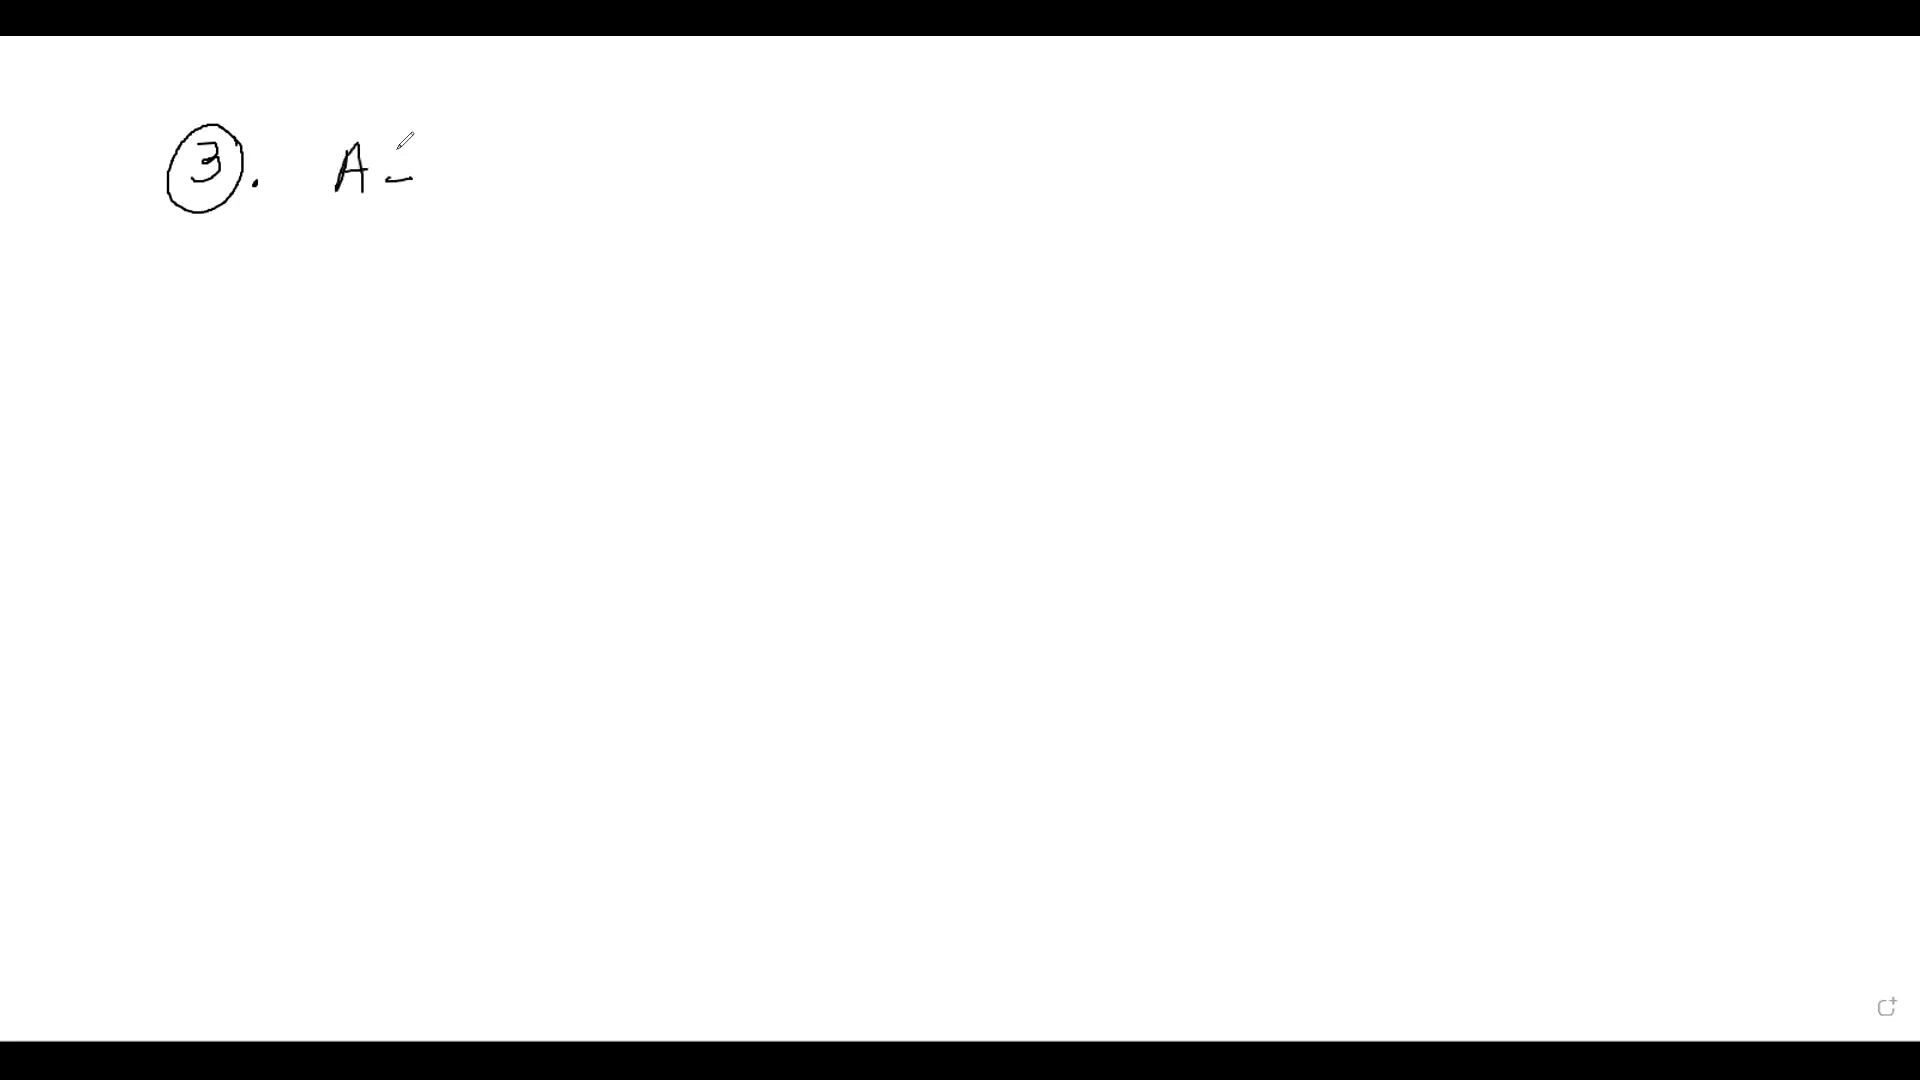 ③. A =